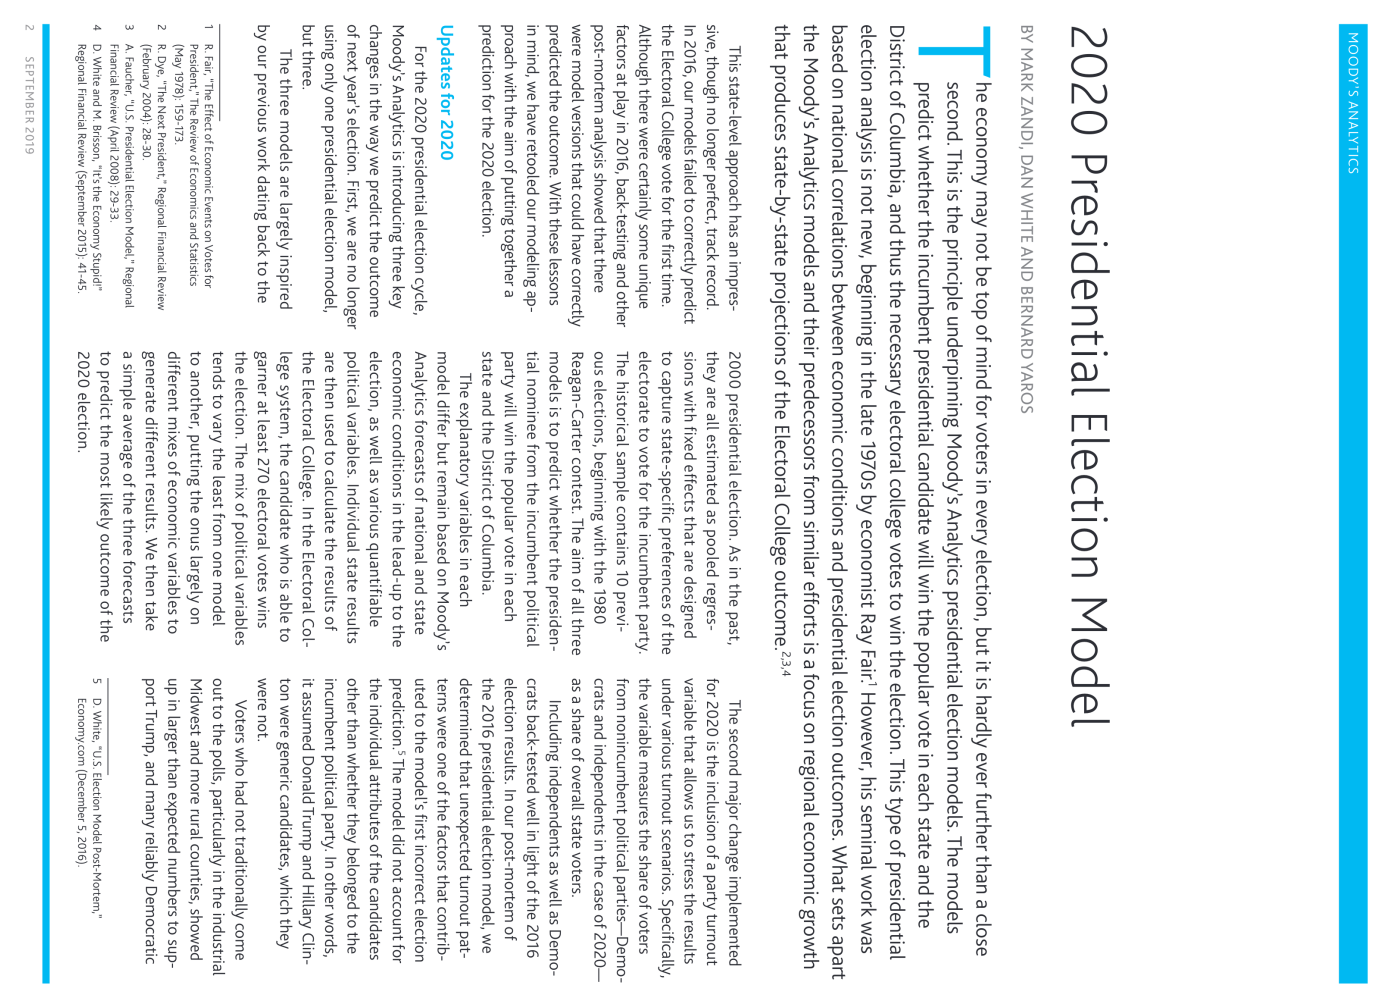 MOODY'S ANALYTICS
2020 Presidential Election Model
BY MARK ZANDI, DAN WHITE AND BERNARD YAROS
The economy may not be top of mind for voters in every election, but it is hardly ever further than a close
second. This is the principle underpinning Moody's Analytics presidential election models. The models
predict whether the incumbent presidential candidate will win the popular vote in each state and the
District of Columbia, and thus the necessary electoral college votes to win the election. This type of presidential
election analysis is not new, beginning in the late 1970s by economist Ray Fair.1 However, his seminal work was
based on national correlations between economic conditions and presidential election outcomes. What sets apart
the Moody's Analytics models and their predecessors from similar efforts is a focus on regional economic growth
that produces state-by-state projections of the Electoral College outcome.2,3,4
This state-level approach has an impres-
sive, though no longer perfect, track record.
In 2016, our models failed to correctly predict
the Electoral College vote for the first time.
Although there were certainly some unique
factors at play in 2016, back-testing and other
post-mortem analysis showed that there
were model versions that could have correctly
predicted the outcome. With these lessons
in mind, we have retooled our modeling ap-
proach with the aim of putting together a
prediction for the 2020 election.
Updates for 2020
For the 2020 presidential election cycle,
Moody's Analytics is introducing three key
changes in the way we predict the outcome
of next year's election. First, we are no longer
using only one presidential election model,
but three.
The three models are largely inspired
by our previous work dating back to the
1 R. Fair, "The Effect of Economic Events on Votes for
President," The Review of Economics and Statistics
(May 1978): 159-173.
2 R. Dye, "The Next President," Regional Financial Review
(February 2004): 28-30.
3 A. Faucher, "U.S. Presidential Election Model," Regional
Financial Review (April 2008): 29-33.
4 D. White and M. Brisson, "It's the Economy Stupid!"
Regional Financial Review (September 2015): 41-45.
2000 presidential election. As in the past,
they are all estimated as pooled regres-
sions with fixed effects that are designed
to capture state-specific preferences of the
electorate to vote for the incumbent party.
The historical sample contains 10 previ-
ous elections, beginning with the 1980
Reagan-Carter contest. The aim of all three
models is to predict whether the presiden-
tial nominee from the incumbent political
party will win the popular vote in each
state and the District of Columbia.
The explanatory variables in each
model differ but remain based on Moody's
Analytics forecasts of national and state
economic conditions in the lead-up to the
election, as well as various quantifiable
political variables. Individual state results
are then used to calculate the results of
the Electoral College. In the Electoral Col-
lege system, the candidate who is able to
garner at least 270 electoral votes wins
the election. The mix of political variables
tends to vary the least from one model
to another, putting the onus largely on
different mixes of economic variables to
generate different results. We then take
a simple average of the three forecasts
to predict the most likely outcome of the
2020 election.
The second major change implemented
for 2020 is the inclusion of a party turnout
variable that allows us to stress the results
under various turnout scenarios. Specifically,
the variable measures the share of voters
from nonincumbent political parties—Demo-
crats and independents in the case of 2020—
as a share of overall state voters.
Including independents as well as Demo-
crats back-tested well in light of the 2016
election results. In our post-mortem of
the 2016 presidential election model, we
determined that unexpected turnout pat-
terns were one of the factors that contrib-
uted to the model's first incorrect election
prediction.5 The model did not account for
the individual attributes of the candidates
other than whether they belonged to the
incumbent political party. In other words,
it assumed Donald Trump and Hillary Clin-
ton were generic candidates, which they
were not.
Voters who had not traditionally come
out to the polls, particularly in the industrial
Midwest and more rural counties, showed
up in larger than expected numbers to sup-
port Trump, and many reliably Democratic
5 D. White, "U.S. Election Model Post-Mortem,"
Economy.com (December 5, 2016).
2 SEPTEMBER 2019